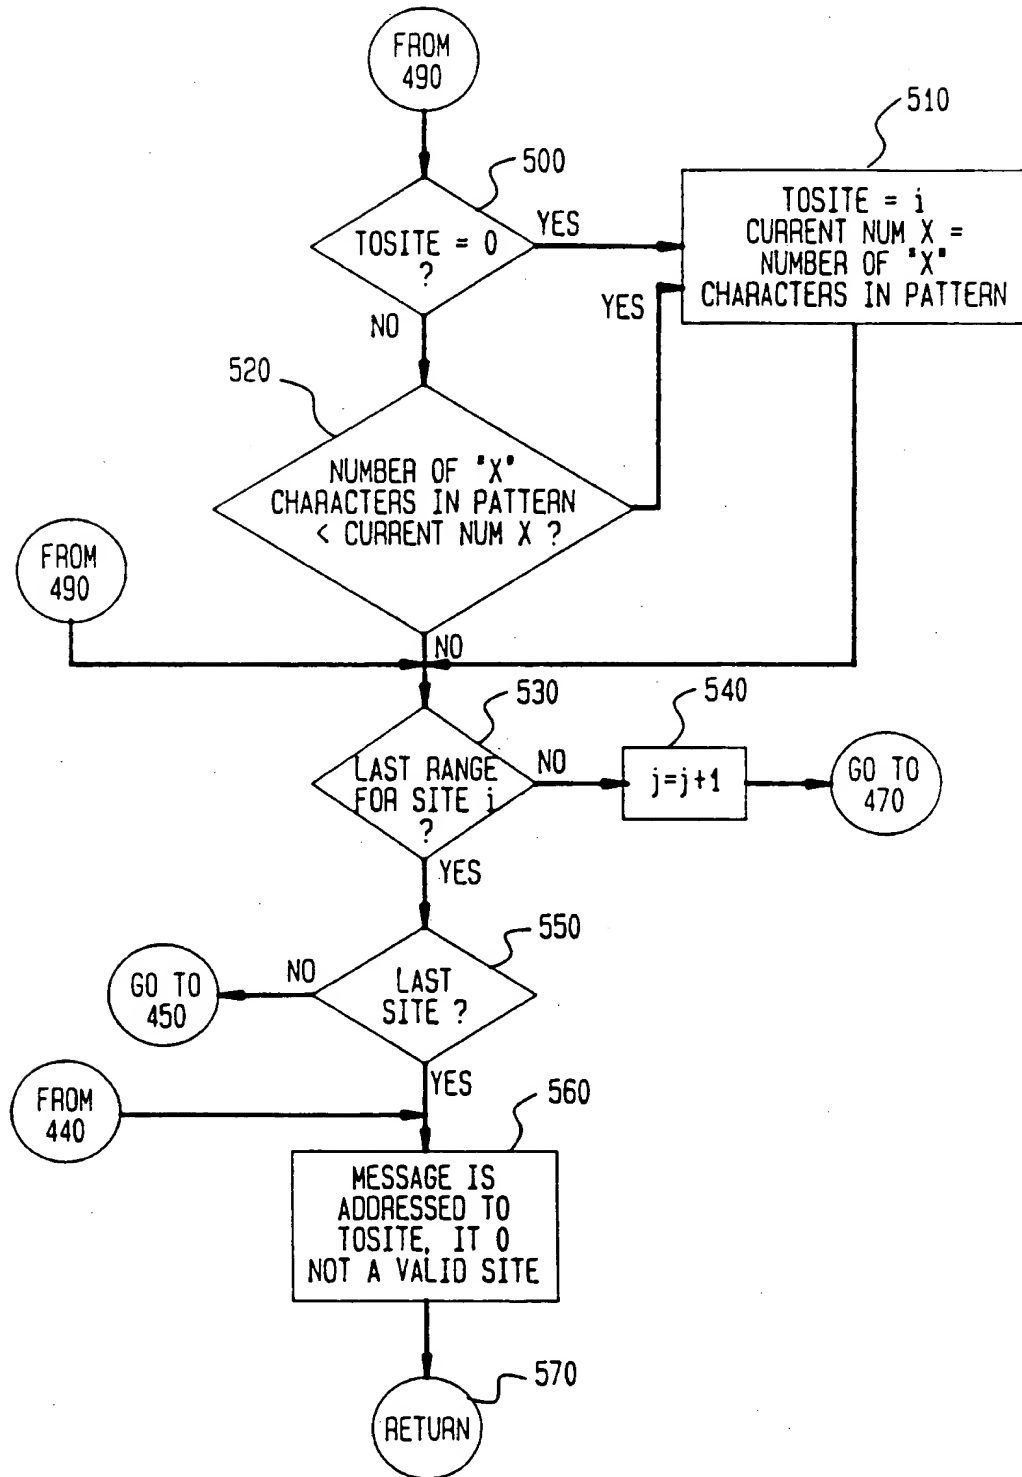 FROM
490
500
510
TOSITE = 0
?
YES
TOSITE = i
CURRENT NUM X =
NUMBER OF "X"
CHARACTERS IN PATTERN
YES
NO
520
NUMBER OF "X"
CHARACTERS IN PATTERN
< CURRENT NUM X ?
FROM
490
NO
530
540
LAST RANGE
FOR SITE i
?
NO
j=j+1
GO TO
470
YES
550
NO
GO TO
450
LAST
SITE ?
YES
FROM
440
560
MESSAGE IS
ADDRESSED TO
TOSITE, IT 0
NOT A VALID SITE
570
RETURN